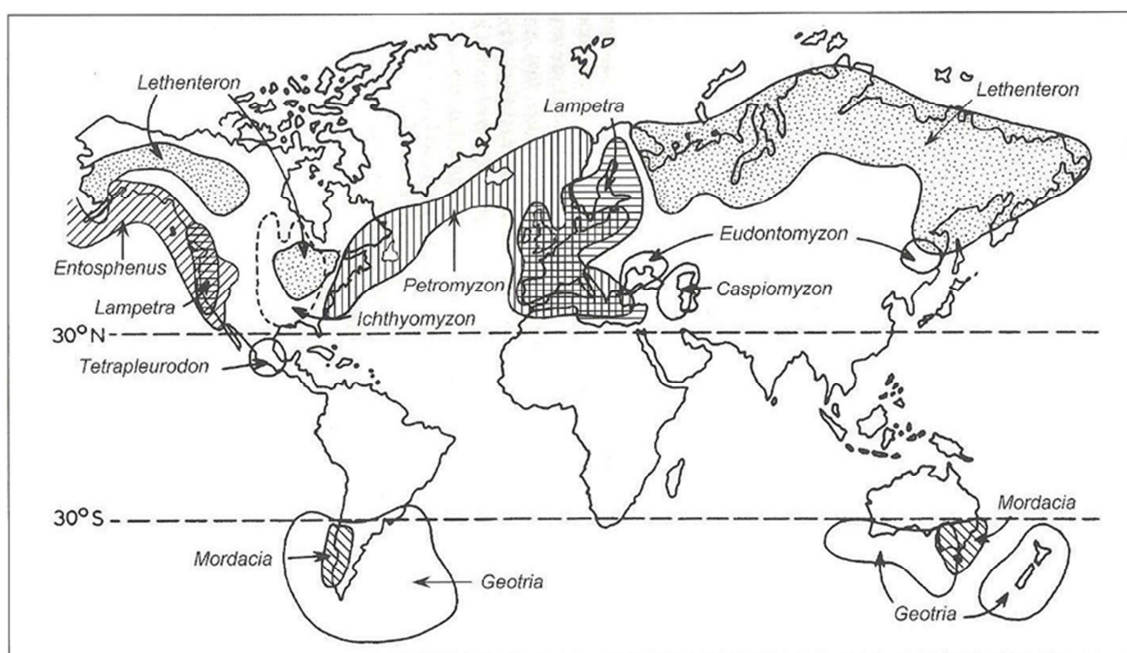 Lethenteron
Lampetra
Lethenteron
Entosphenus
Lampetra
Petromyzon
Ichthyomyzon
Eudontomyzon
Caspiomyzon
30°N
Tetrapleurodon
30°S
Mordacia
Geotria
Mordacia
Geotria